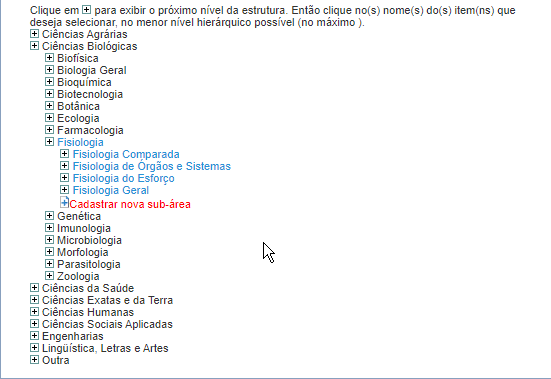 Clique em para exibir o próximo nível da estrutura. Então clique no(s) nome(s) do(s) item(ns) que
deseja selecionar, no menor nível hierárquico possível (no máximo ).
Ciências Agrárias
Ciências Biológicas
Biofísica
Biologia Geral
Bioquímica
Biotecnologia
Botânica
Ecologia
Farmacologia
Fisiologia
Fisiologia Comparada
Fisiologia de Órgãos e Sistemas
Fisiologia do Esforço
Fisiologia Geral
Cadastrar nova sub-área
Genética
Imunologia
Microbiologia
Morfologia
Parasitologia
Zoologia
Ciências da Saúde
Ciências Exatas e da Terra
Ciências Humanas
Ciências Sociais Aplicadas
Engenharias
Lingüística, Letras e Artes
Outra